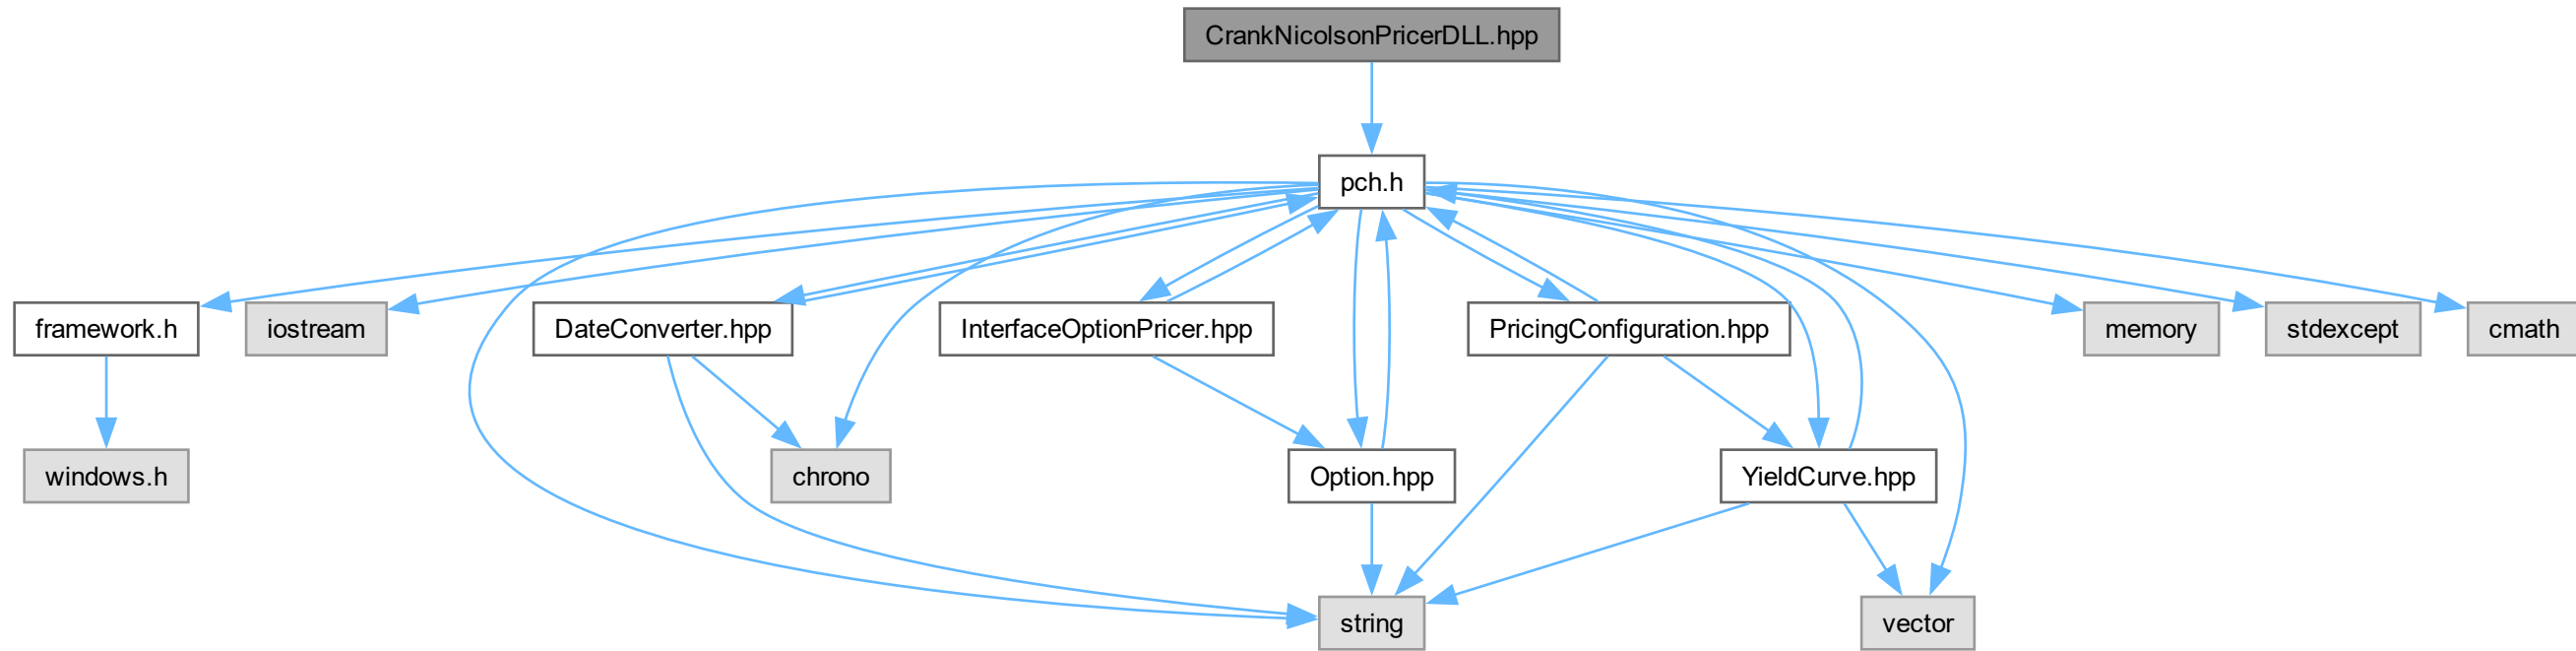 CrankNicolsonPricerDLL.hpp
pch.h
framework.h
iostream
DateConverter.hpp
InterfaceOptionPricer.hpp
PricingConfiguration.hpp
memory
stdexcept
cmath
windows.h
chrono
Option.hpp
YieldCurve.hpp
string
vector